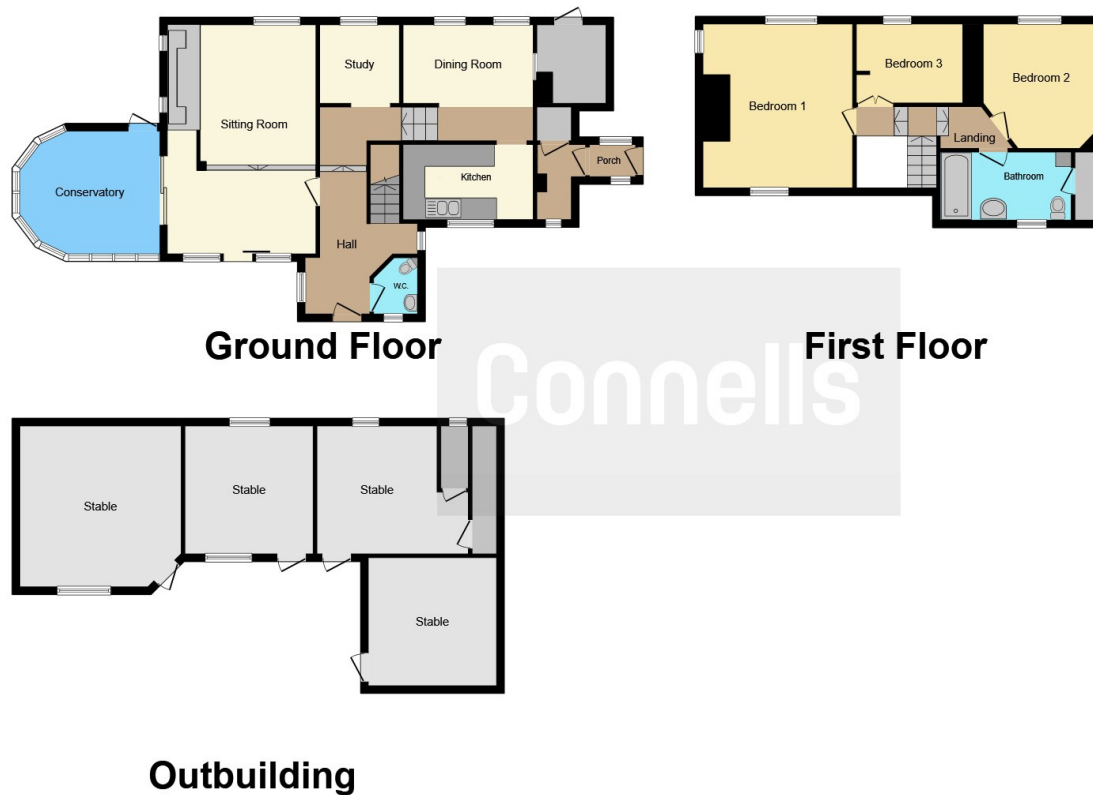 Sitting Room
Study
Dining Room
Conservatory
Kitchen
Porch
Hall
W.C.
Ground Floor
Bedroom 1
Bedroom 3
Bedroom 2
Landing
Bathroom
First Floor
Connells
Stable
Stable
Stable
Stable
Outbuilding